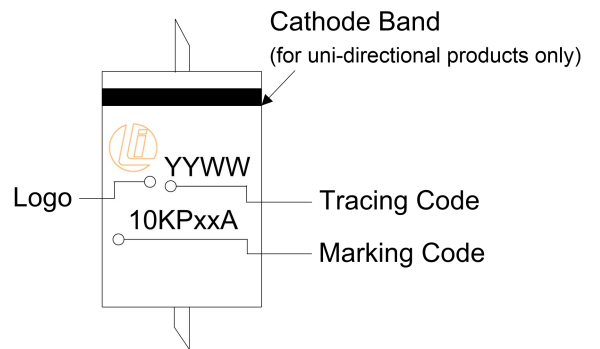 Cathode Band
(for uni-directional products only)
YYWW
Logo
Tracing Code
10KPxxA
Marking Code